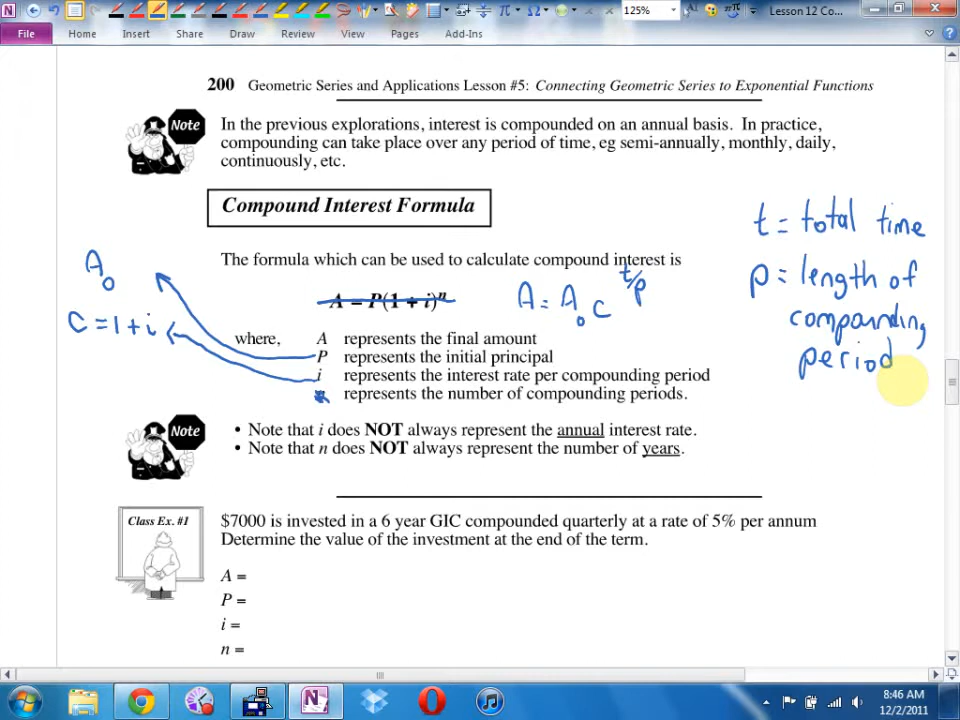 125%
Lesson 12 Co...
File Home Insert Share Draw Review View Pages Add-Ins
200 Geometric Series and Applications Lesson #5: Connecting Geometric Series to Exponential Functions
Note
In the previous explorations, interest is compounded on an annual basis. In practice,
compounding can take place over any period of time, eg semi-annually, monthly, daily,
continuously, etc.
Compound Interest Formula
t = total time
The formula which can be used to calculate compound interest is
A₀
p = length of
compounding
period
A = P(1 + i)ⁿ
A = A₀ c^(t/p)
c = 1 + i
where, A represents the final amount
P represents the initial principal
i represents the interest rate per compounding period
represents the number of compounding periods.
Note
• Note that i does NOT always represent the annual interest rate.
• Note that n does NOT always represent the number of years.
Class Ex. #1
$7000 is invested in a 6 year GIC compounded quarterly at a rate of 5% per annum
Determine the value of the investment at the end of the term.
A =
P =
i =
n =
8:46 AM
12/2/2011